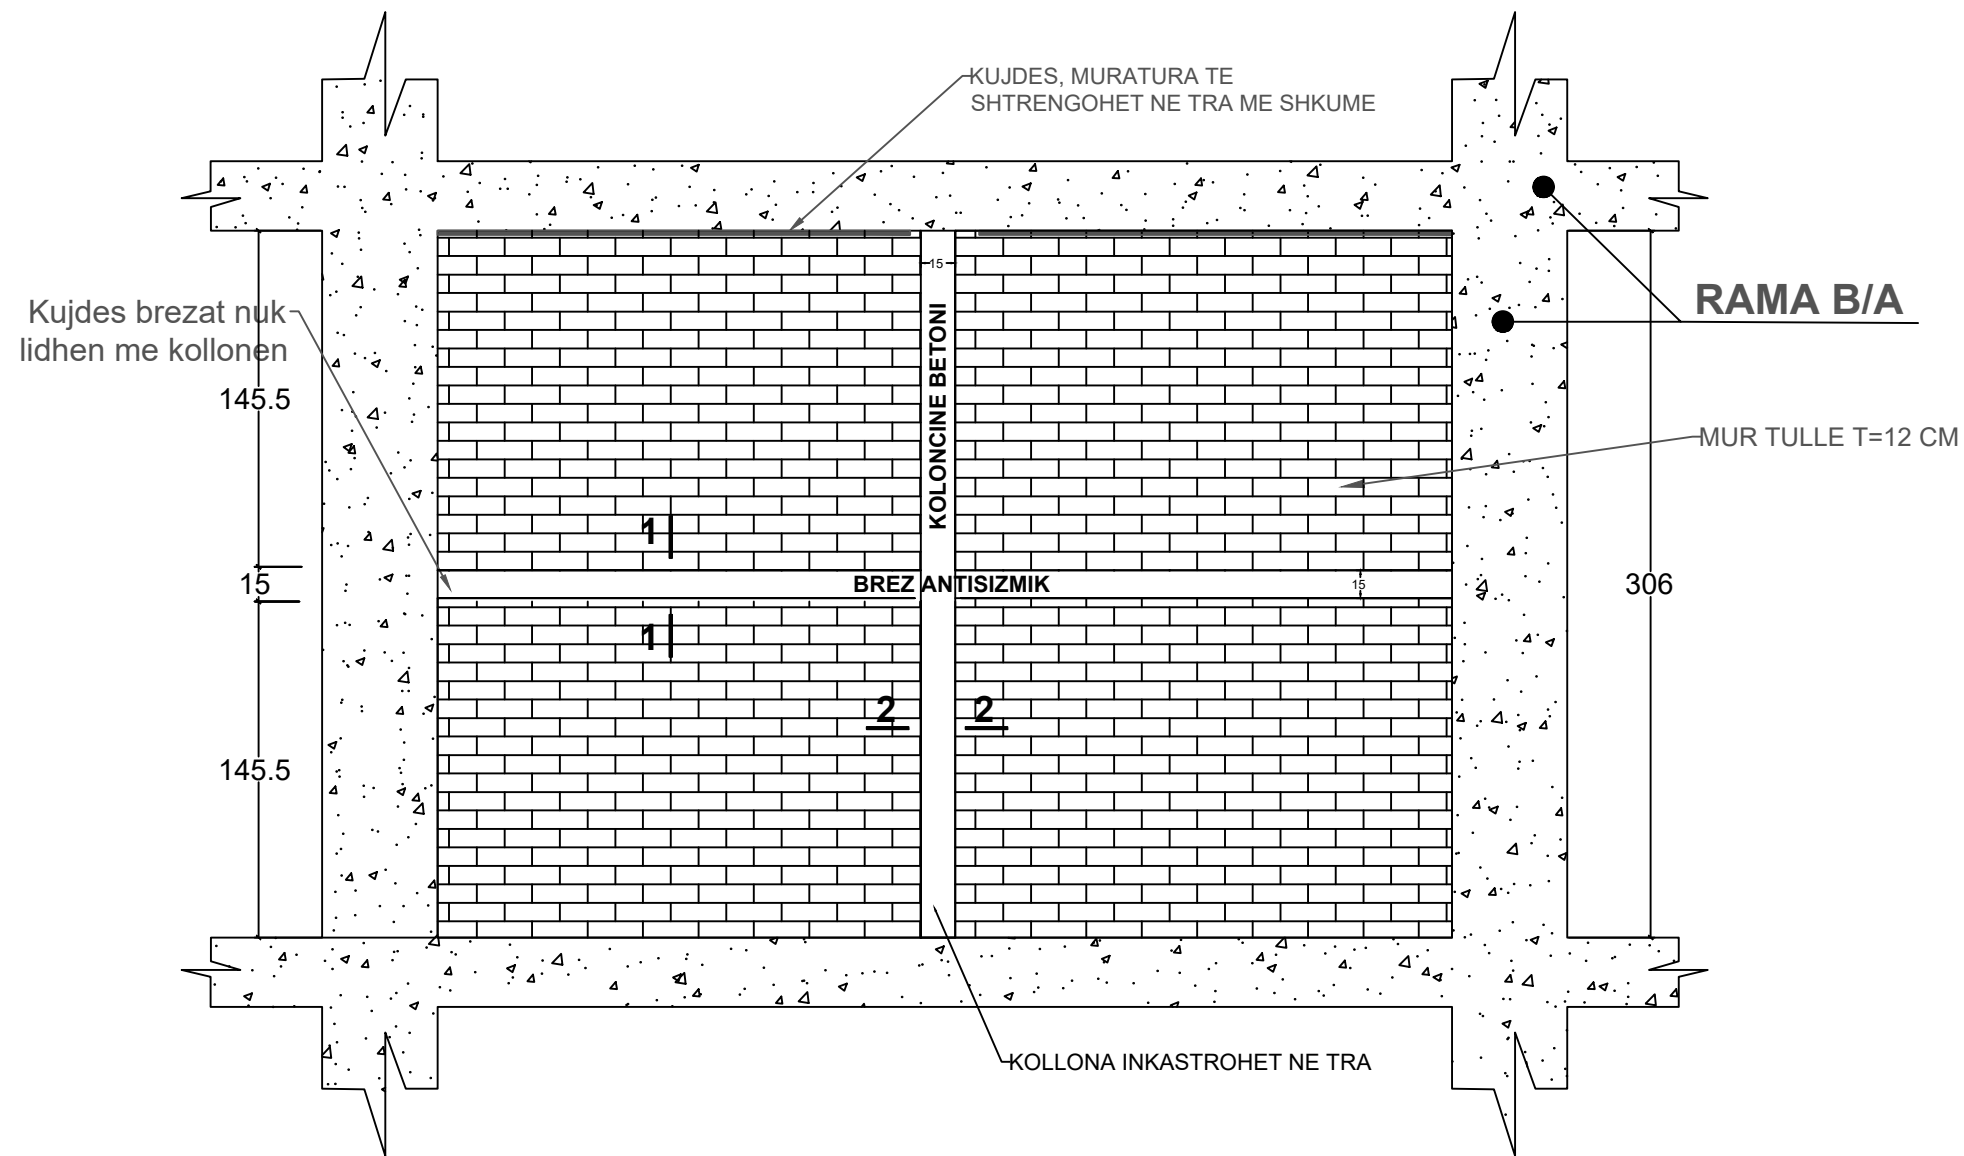 KUJDES, MURATURA TE
SHTRENGOHET NE TRA ME SHKUME
15
Kujdes brezat nuk
lidhen me kollonen
RAMA B/A
KOLONCINE BETONI
145.5
MUR TULLE T=12 CM
1
15
BREZ ANTISIZMIK
15
306
1
2
2
145.5
KOLLONA INKASTROHET NE TRA